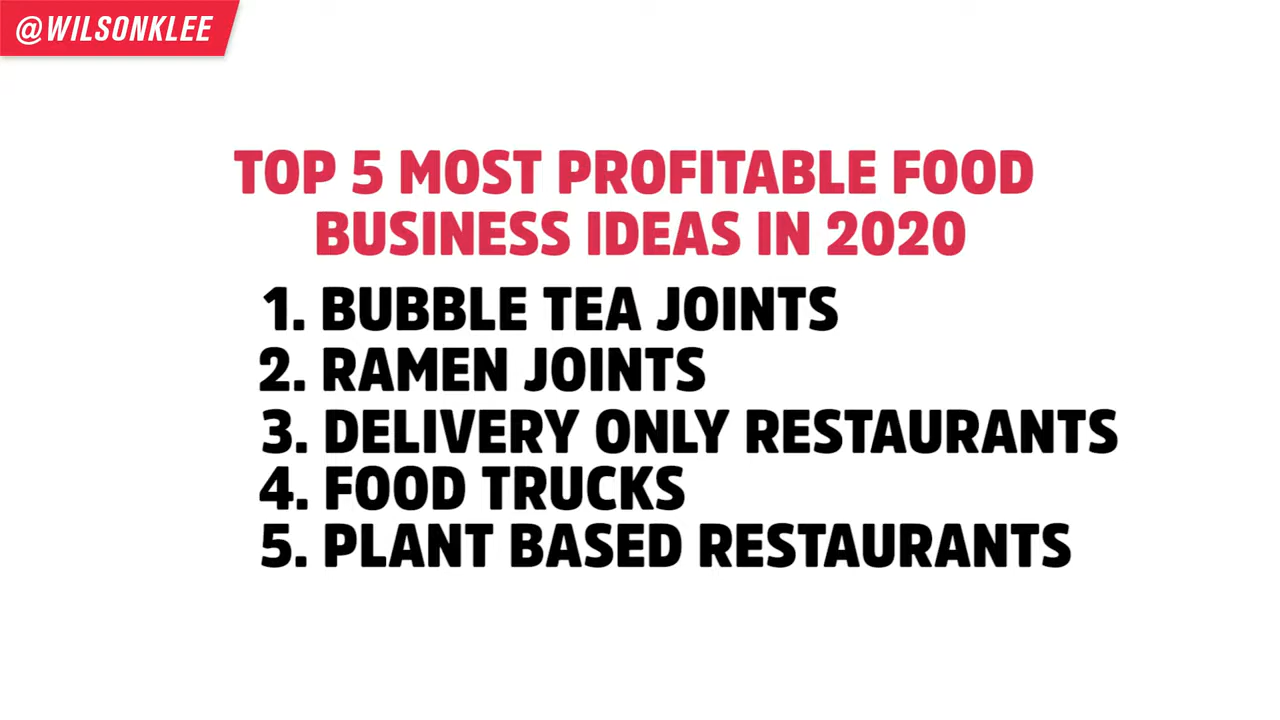 @WILSONKLEE
TOP 5 MOST PROFITABLE FOOD
BUSINESS IDEAS IN 2020
1. BUBBLE TEA JOINTS
2. RAMEN JOINTS
3. DELIVERY ONLY RESTAURANTS
4. FOOD TRUCKS
5. PLANT BASED RESTAURANTS